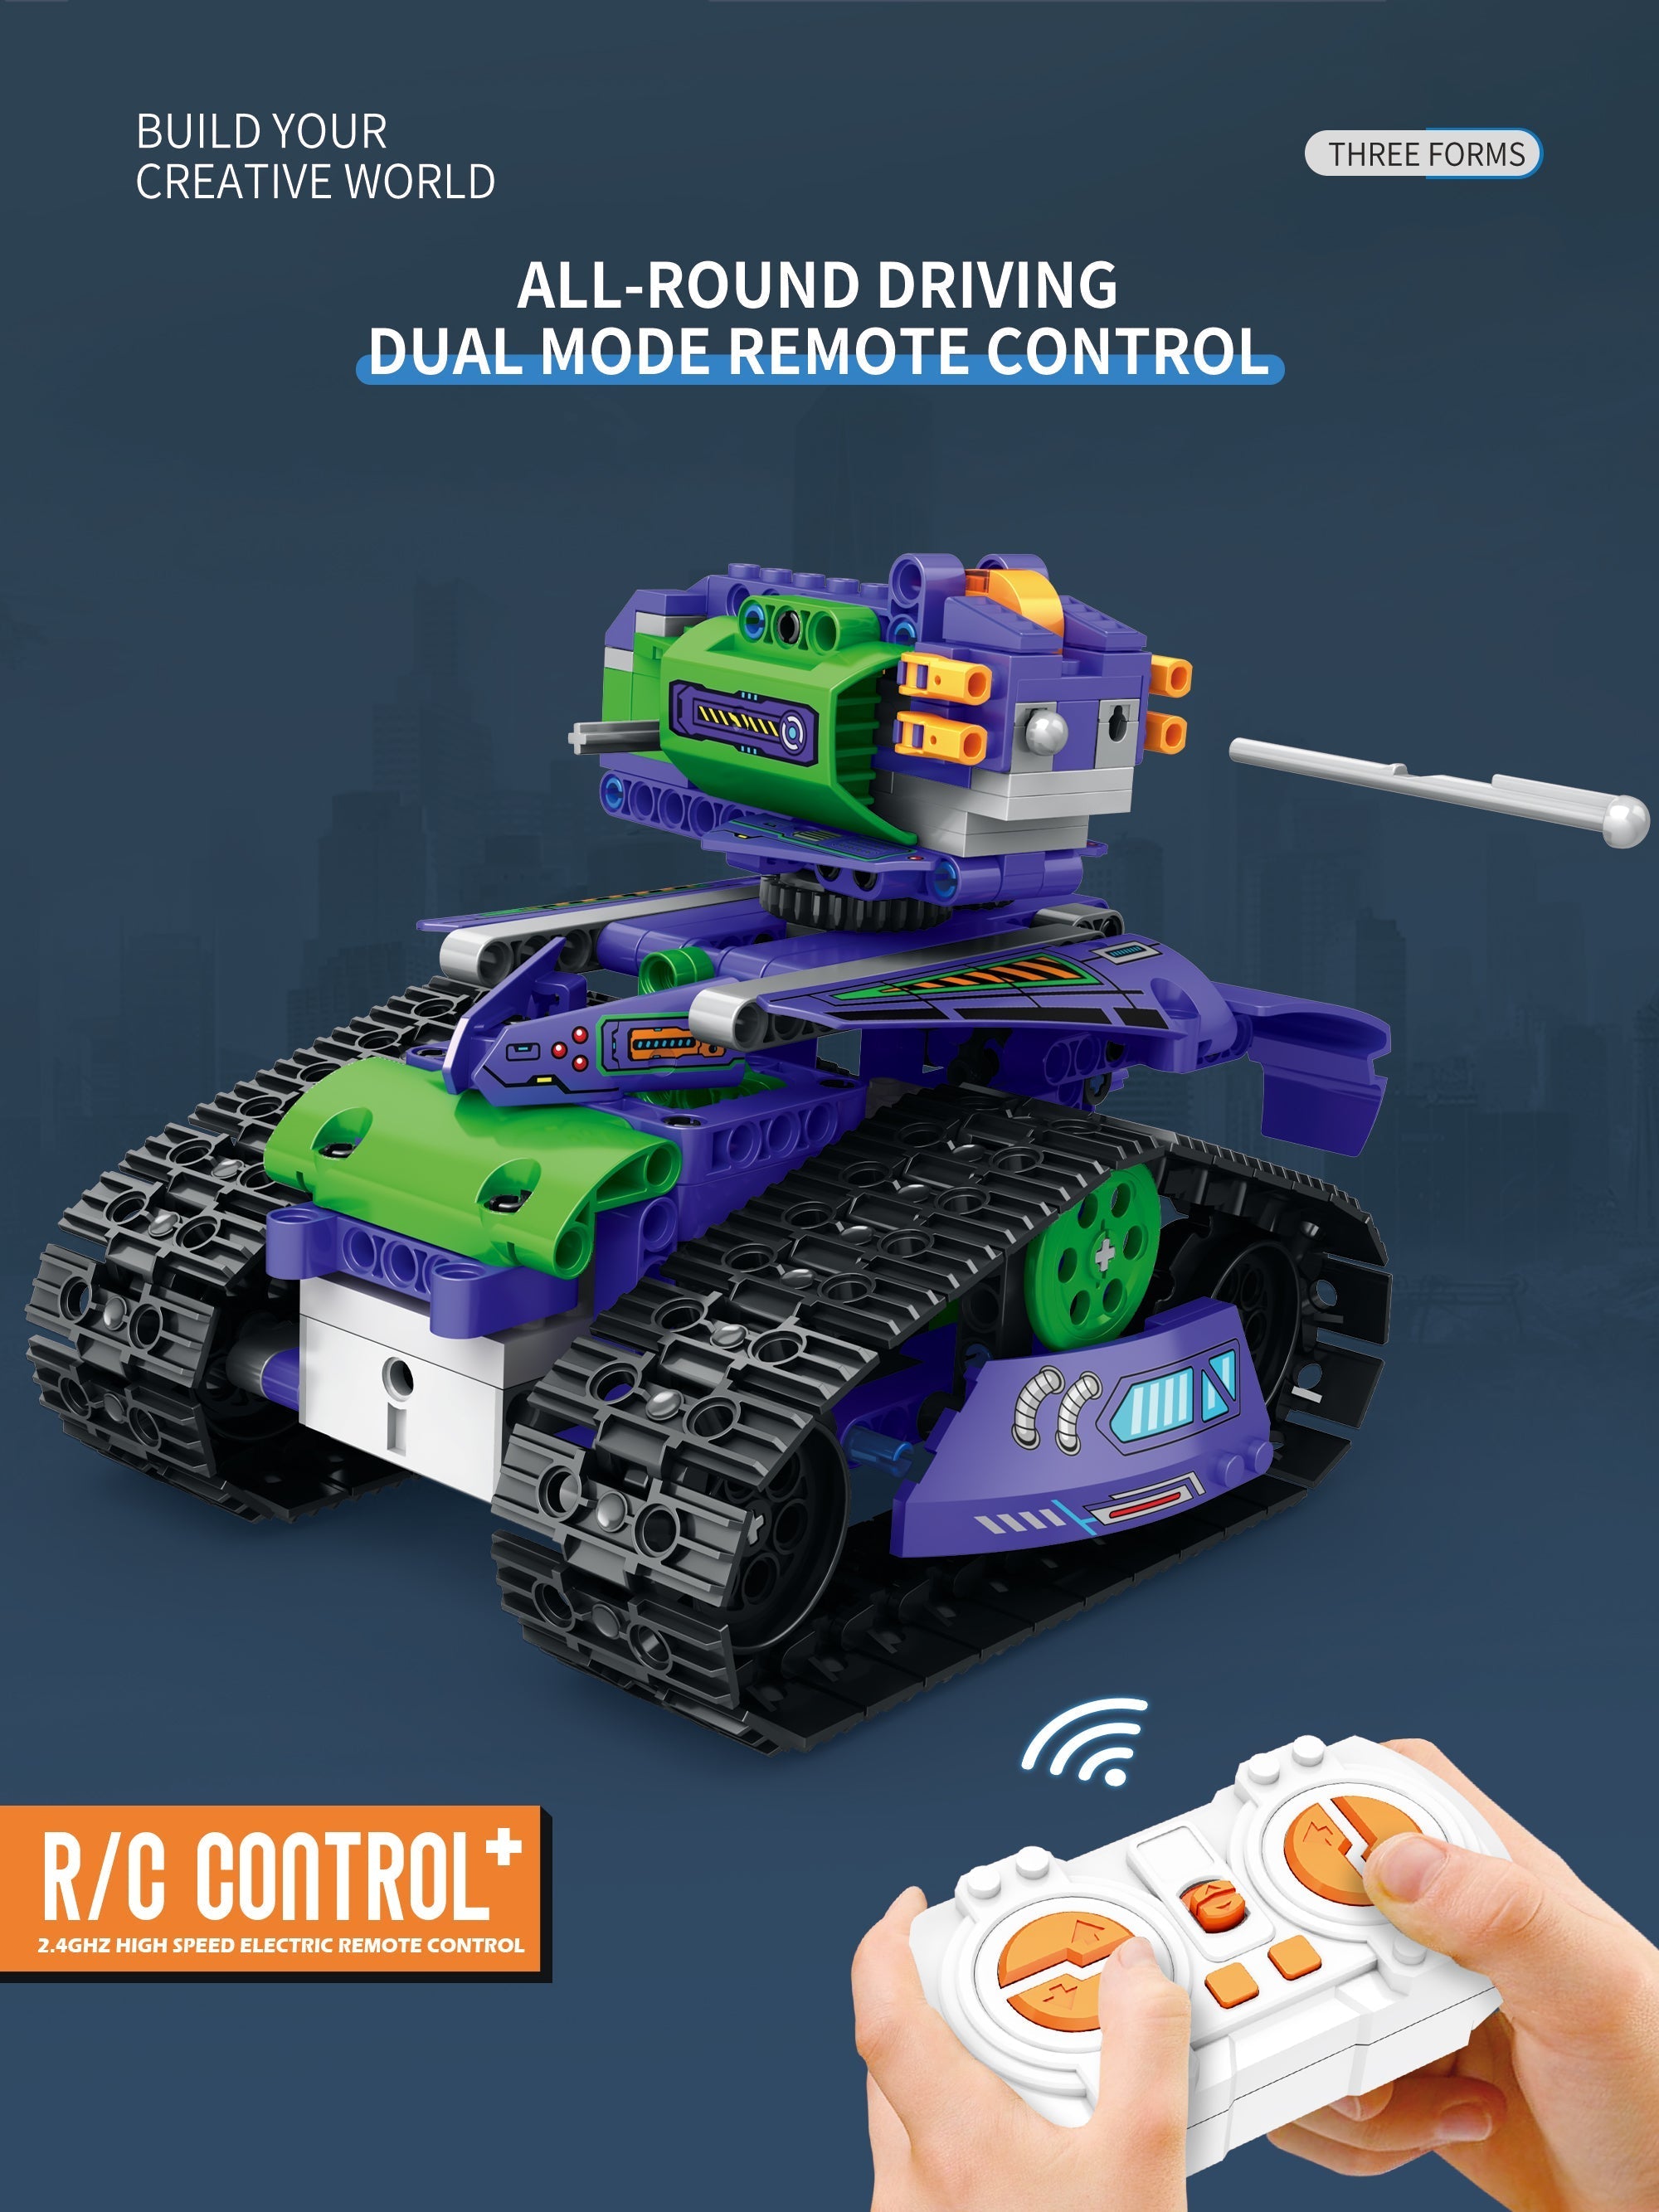 BUILD YOUR
CREATIVE WORLD
THREE FORMS
ALL-ROUND DRIVING
DUAL MODE REMOTE CONTROL
R/C CONTROL+
2.4GHZ HIGH SPEED ELECTRIC REMOTE CONTROL